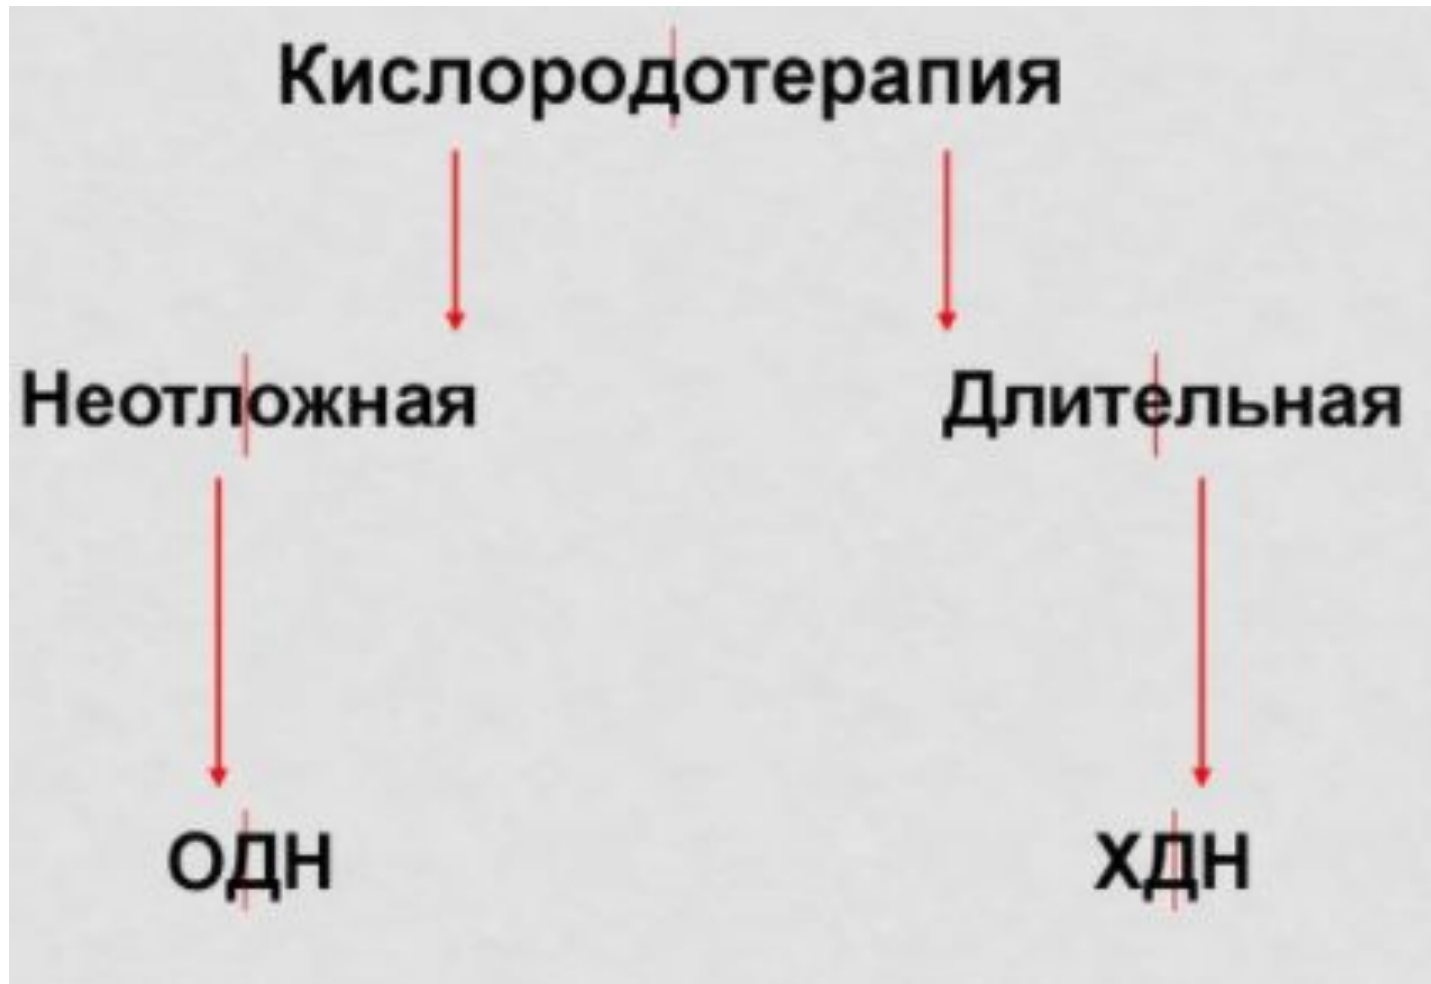 Кислородотерапия
Неотложная
Длительная
ОДН
ХДН